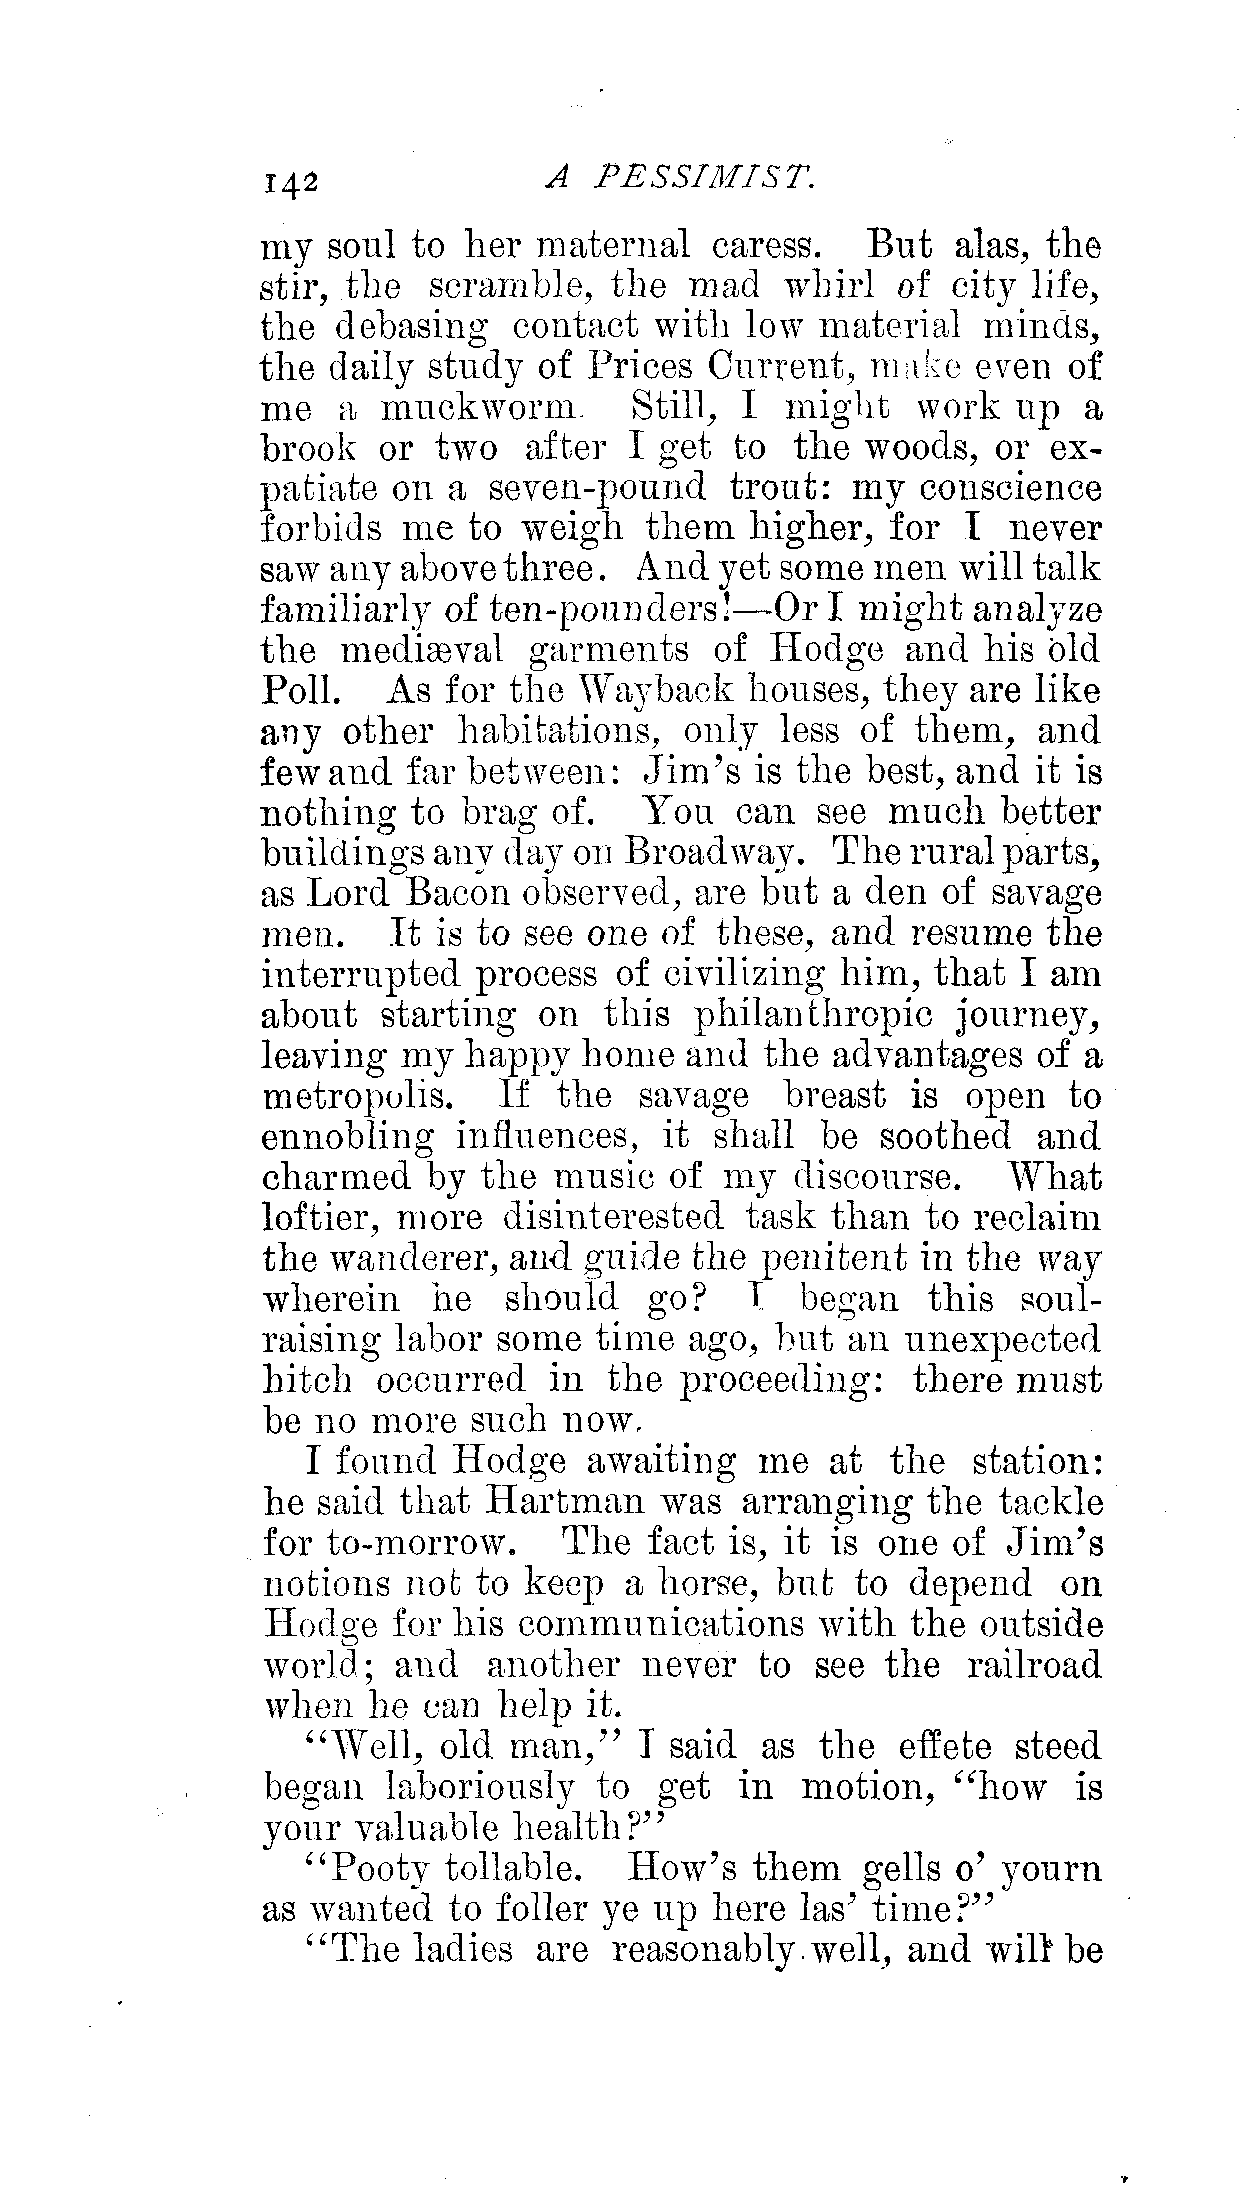 142 A PESSIMIST.
my soul to her maternal caress. But alas, the
stir, the scramble, the mad whirl of city life,
the debasing contact with low material minds,
the daily study of Prices Current, make even of
me a muckworm. Still, I might work up a
brook or two after I get to the woods, or ex-
patiate on a seven-pound trout: my conscience
forbids me to weigh them higher, for I never
saw any above three. And yet some men will talk
familiarly of ten-pounders!—Or I might analyze
the mediæval garments of Hodge and his old
Poll. As for the Wayback houses, they are like
any other habitations, only less of them, and
few and far between: Jim's is the best, and it is
nothing to brag of. You can see much better
buildings any day on Broadway. The rural parts,
as Lord Bacon observed, are but a den of savage
men. It is to see one of these, and resume the
interrupted process of civilizing him, that I am
about starting on this philanthropic journey,
leaving my happy home and the advantages of a
metropolis. If the savage breast is open to
ennobling influences, it shall be soothed and
charmed by the music of my discourse. What
loftier, more disinterested task than to reclaim
the wanderer, and guide the penitent in the way
wherein he should go? I began this soul-
raising labor some time ago, but an unexpected
hitch occurred in the proceeding: there must
be no more such now.
I found Hodge awaiting me at the station:
he said that Hartman was arranging the tackle
for to-morrow. The fact is, it is one of Jim's
notions not to keep a horse, but to depend on
Hodge for his communications with the outside
world; and another never to see the railroad
when he can help it.
"Well, old man," I said as the effete steed
began laboriously to get in motion, "how is
your valuable health?"
"Pooty tollable. How's them gells o' yourn
as wanted to foller ye up here las' time?"
"The ladies are reasonably well, and will be